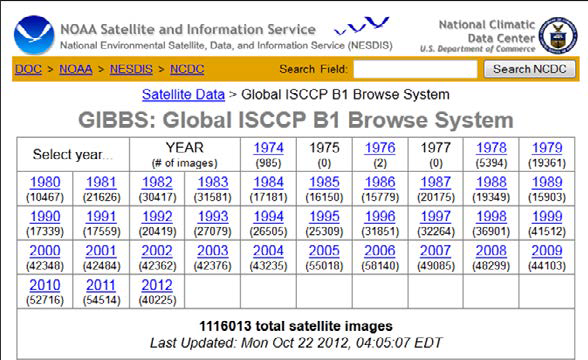 NOAA Satellite and Information Service
National Environmental Satellite, Data, and Information Service (NESDIS)
National Climatic
Data Center
U.S. Department of Commerce
DOC > NOAA > NESDIS > NCDC
Search Field:
Search NCDC
Satellite Data > Global ISCCP B1 Browse System
GIBBS: Global ISCCP B1 Browse System
Select year... YEAR 1974 1975 1976 1977 1978 1979
(# of images) (985) (0) (2) (0) (5394) (19361)
1980 1981 1982 1983 1984 1985 1986 1987 1988 1989
(10467) (21626) (30417) (31581) (17181) (16150) (15779) (20175) (19349) (15903)
1990 1991 1992 1993 1994 1995 1996 1997 1998 1999
(17339) (17559) (20419) (27079) (26505) (25309) (31851) (32264) (36901) (41512)
2000 2001 2002 2003 2004 2005 2006 2007 2008 2009
(42348) (42484) (42362) (42376) (43235) (55018) (58140) (49085) (48299) (44103)
2010 2011 2012
(52716) (54514) (40225)
1116013 total satellite images
Last Updated: Mon Oct 22 2012, 04:05:07 EDT